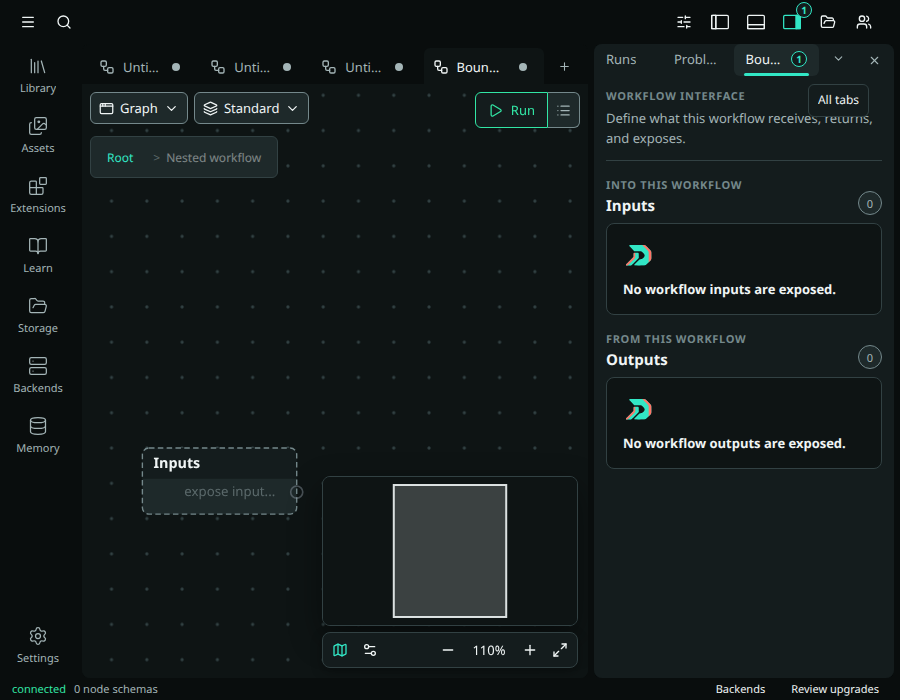 1
Library
Assets
Extensions
Learn
Storage
Backends
Memory
Settings
Unti...
Unti...
Unti...
Boun...
Graph
Standard
Run
Root > Nested workflow
Inputs
expose input...
110%
Runs
Probl...
Bou... 1
All tabs
WORKFLOW INTERFACE
Define what this workflow receives, returns,
and exposes.
INTO THIS WORKFLOW
Inputs
0
No workflow inputs are exposed.
FROM THIS WORKFLOW
Outputs
0
No workflow outputs are exposed.
connected 0 node schemas
Backends
Review upgrades